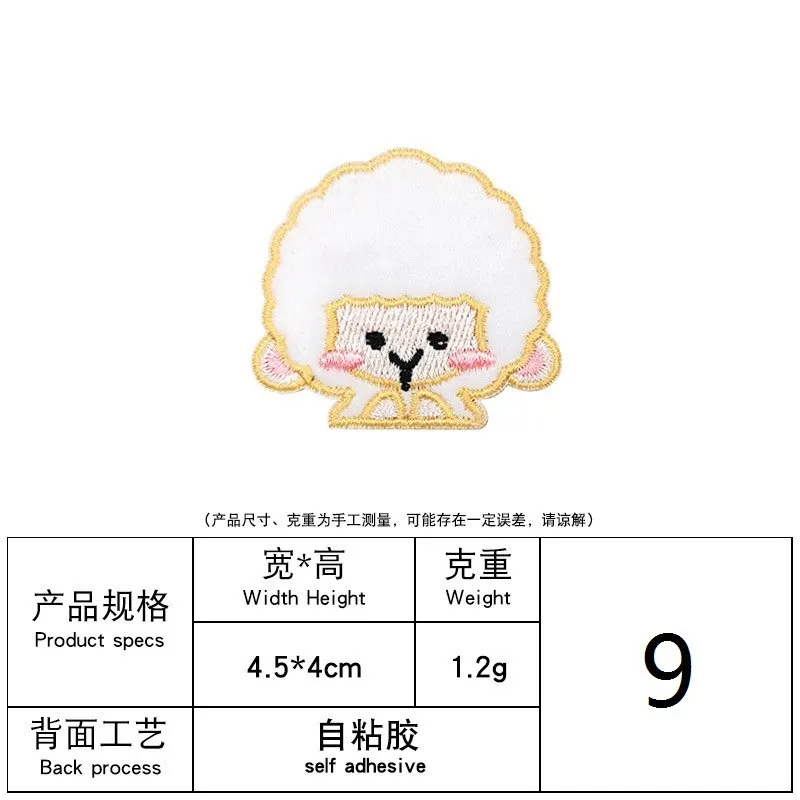 （产品尺寸、克重为手工测量，可能存在一定误差，请谅解）
产品规格
Product specs
宽*高
Width Height
克重
Weight
4.5*4cm
1.2g
9
背面工艺
Back process
自粘胶
self adhesive